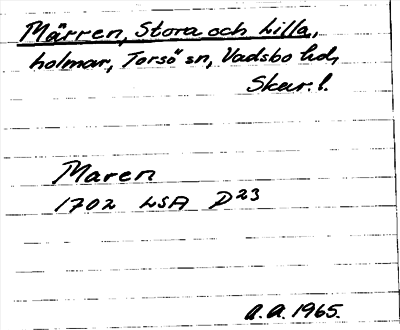 Märren, Stora och Lilla,
holmar, Torsö sn, Vadsbo hd,
Skar. l.
Maren
1702 LSA D23
A.A. 1965.